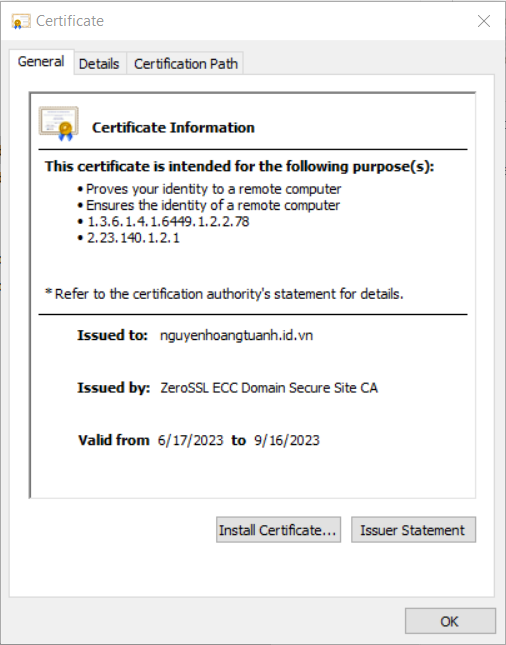 Certificate
General
Details
Certification Path
Certificate Information
This certificate is intended for the following purpose(s):
• Proves your identity to a remote computer
• Ensures the identity of a remote computer
• 1.3.6.1.4.1.6449.1.2.2.78
• 2.23.140.1.2.1
* Refer to the certification authority's statement for details.
Issued to: nguyenhoangtuanh.id.vn
Issued by: ZeroSSL ECC Domain Secure Site CA
Valid from 6/17/2023 to 9/16/2023
Install Certificate...
Issuer Statement
OK